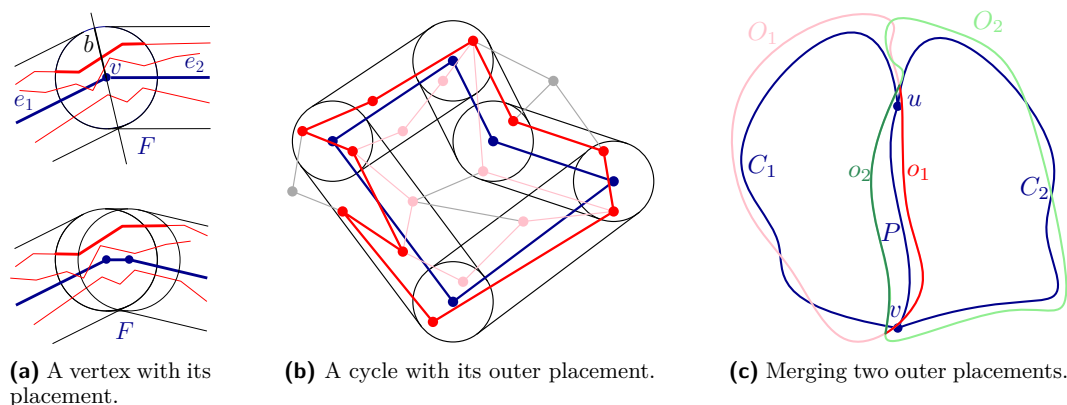 b
v
e₁
e₂
F
F
(a) A vertex with its
placement.
(b) A cycle with its outer placement.
O₁
O₂
u
C₁
o₂
o₁
C₂
P
v
(c) Merging two outer placements.